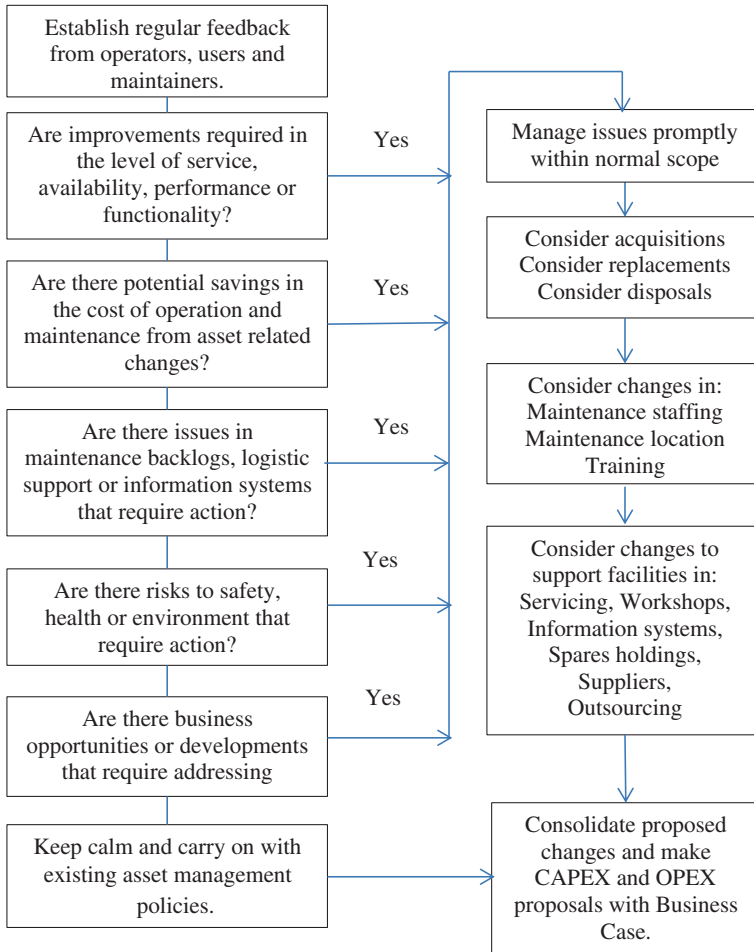 Establish regular feedback
from operators, users and
maintainers.
Are improvements required in
the level of service,
availability, performance or
functionality?
Yes
Are there potential savings in
the cost of operation and
maintenance from asset related
changes?
Yes
Are there issues in
maintenance backlogs, logistic
support or information systems
that require action?
Yes
Are there risks to safety,
health or environment that
require action?
Yes
Are there business
opportunities or developments
that require addressing
Yes
Keep calm and carry on with
existing asset management
policies.
Manage issues promptly
within normal scope
Consider acquisitions
Consider replacements
Consider disposals
Consider changes in:
Maintenance staffing
Maintenance location
Training
Consider changes to
support facilities in:
Servicing, Workshops,
Information systems,
Spares holdings,
Suppliers,
Outsourcing
Consolidate proposed
changes and make
CAPEX and OPEX
proposals with Business
Case.